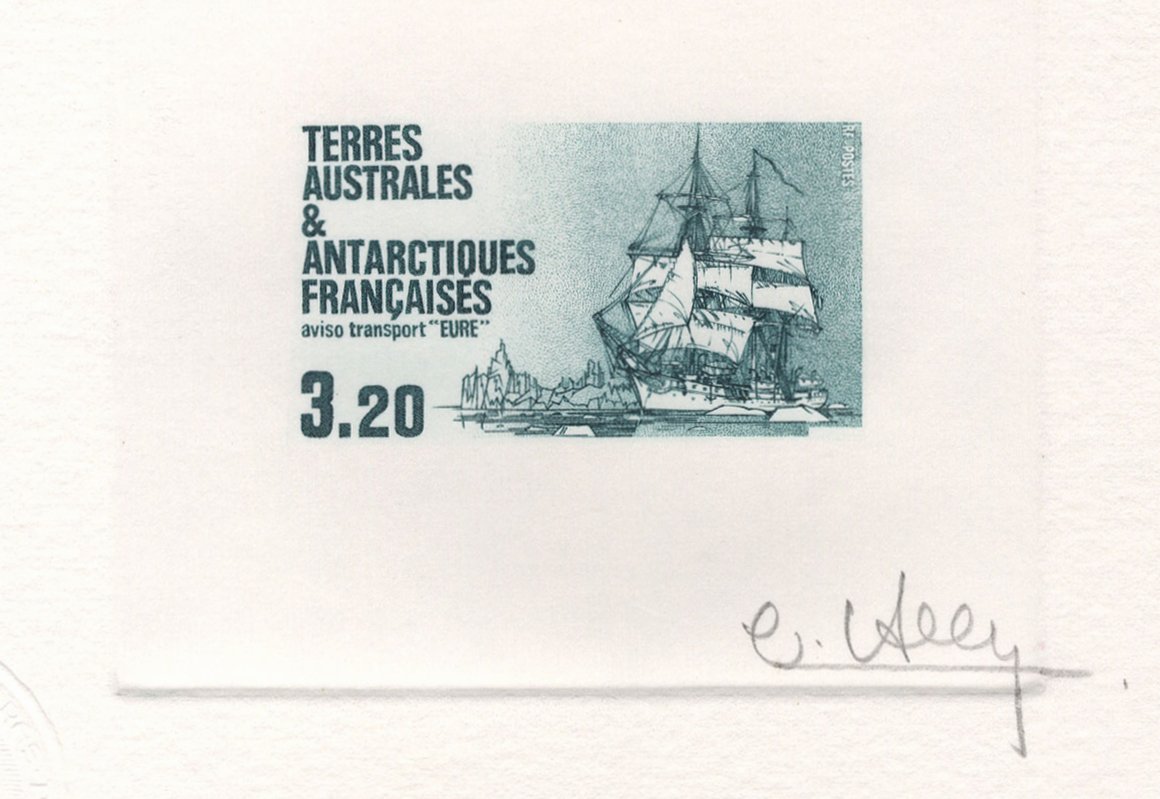 TERRES
AUSTRALES
&
ANTARCTIQUES
FRANÇAISES
aviso transport "EURE"
3.20
RF POSTES